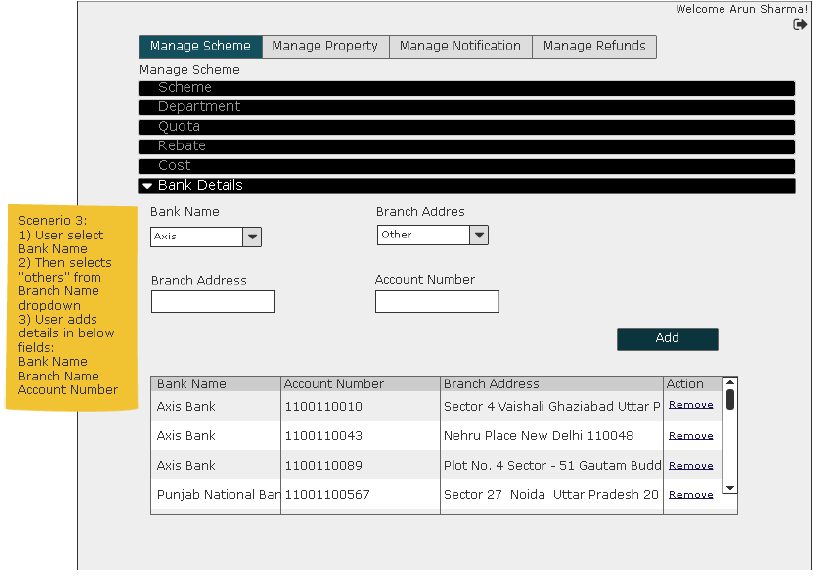 Welcome Arun Sharma!
Manage Scheme Manage Property Manage Notification Manage Refunds
Manage Scheme
Scheme
Department
Quota
Rebate
Cost
Bank Details
Bank Name Branch Addres
Axis Other
Branch Address Account Number
Add
Scenerio 3:
1) User select
Bank Name
2) Then selects
"others" from
Branch Name
dropdown
3) User adds
details in below
fields:
Bank Name
Branch Name
Account Number
Bank Name Account Number Branch Address Action
Axis Bank 1100110010 Sector 4 Vaishali Ghaziabad Uttar P Remove
Axis Bank 1100110043 Nehru Place New Delhi 110048 Remove
Axis Bank 1100110089 Plot No. 4 Sector - 51 Gautam Budd Remove
Punjab National Ban 11001100567 Sector 27 Noida Uttar Pradesh 20 Remove